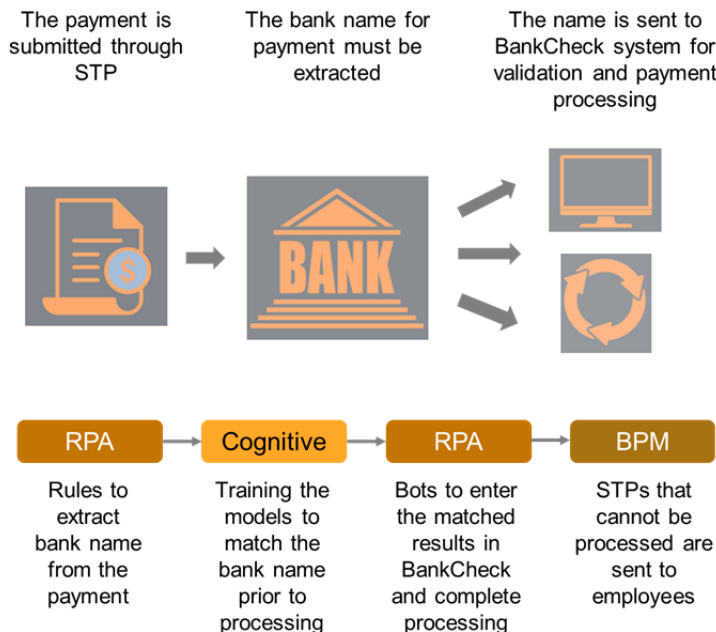 The payment is
submitted through
STP
The bank name for
payment must be
extracted
The name is sent to
BankCheck system for
validation and payment
processing
$
BANK
RPA
Cognitive
RPA
BPM
Rules to
extract
bank name
from the
payment
Training the
models to
match the
bank name
prior to
processing
Bots to enter
the matched
results in
BankCheck
and complete
processing
STPs that
cannot be
processed are
sent to
employees